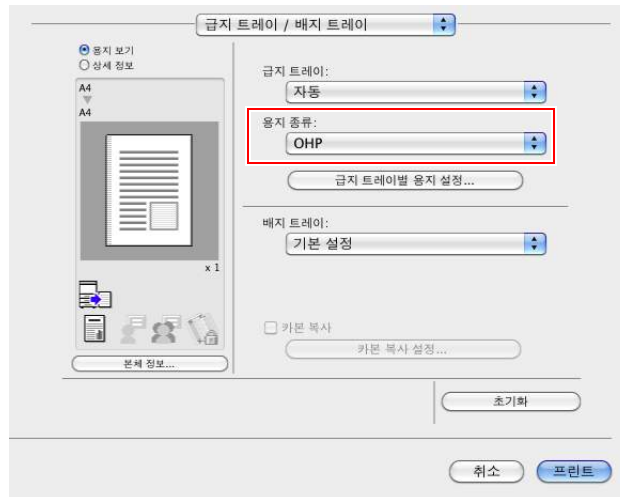 급지 트레이 / 배지 트레이
용지 보기
상세 정보
A4
A4
x 1
본체 정보...
급지 트레이:
자동
용지 종류:
OHP
급지 트레이별 용지 설정...
배지 트레이:
기본 설정
카본 복사
카본 복사 설정...
초기화
취소
프린트